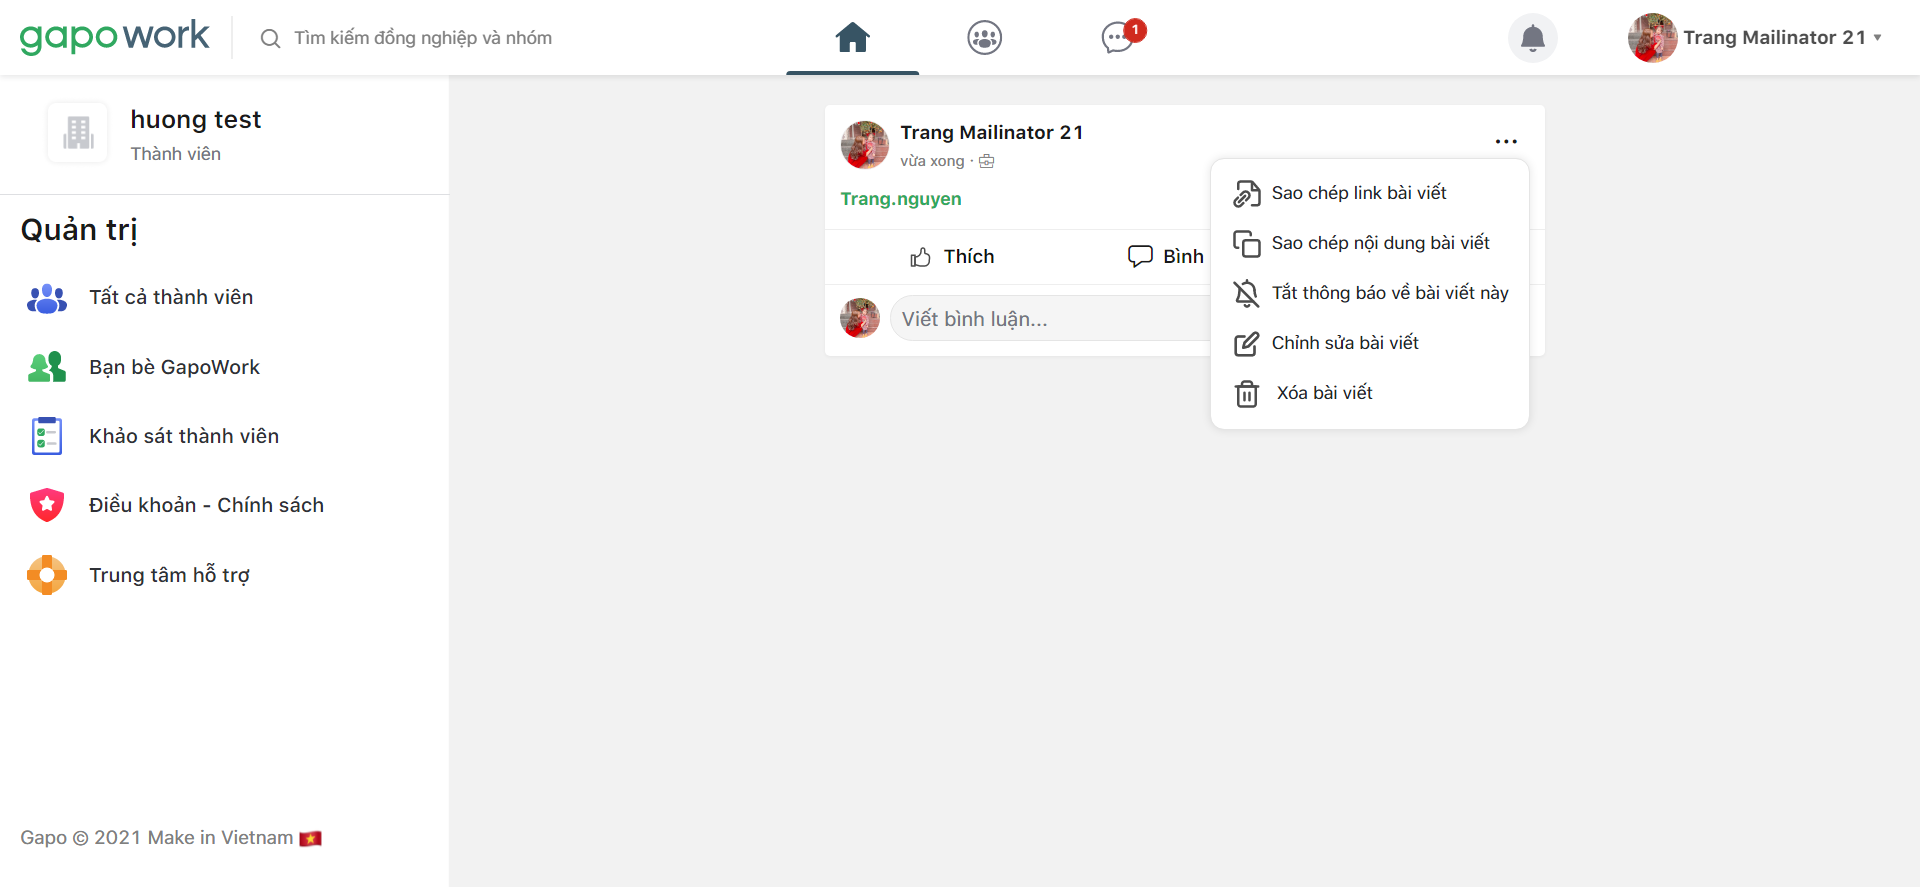 gapowork
Tìm kiếm đồng nghiệp và nhóm
1
Trang Mailinator 21
huong test
Thành viên
Quản trị
Tất cả thành viên
Bạn bè GapoWork
Khảo sát thành viên
Điều khoản - Chính sách
Trung tâm hỗ trợ
Gapo © 2021 Make in Vietnam
Trang Mailinator 21
vừa xong ·
Trang.nguyen
Thích
Bình
Viết bình luận...
Sao chép link bài viết
Sao chép nội dung bài viết
Tắt thông báo về bài viết này
Chỉnh sửa bài viết
Xóa bài viết